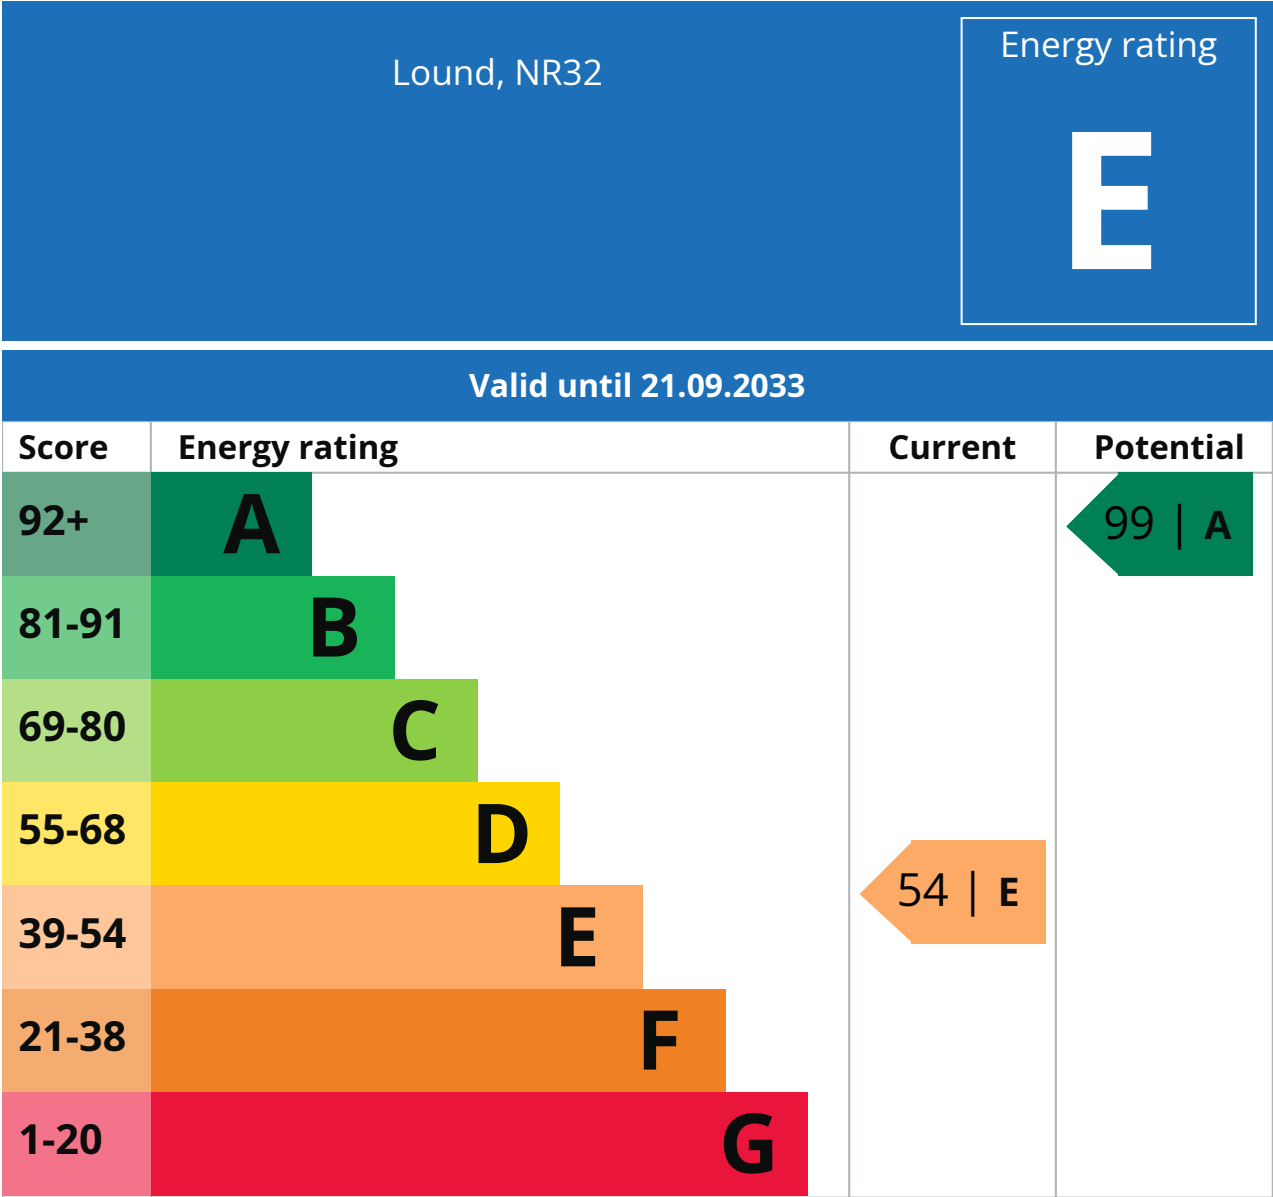 Lound, NR32
Energy rating
E
Valid until 21.09.2033
Score Energy rating Current Potential
92+ A 99 | A
81-91 B
69-80 C
55-68 D
39-54 E 54 | E
21-38 F
1-20 G